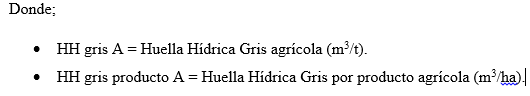 Donde;
• HH gris A = Huella Hídrica Gris agrícola (m³/t).
• HH gris producto A = Huella Hídrica Gris por producto agrícola (m³/ha).